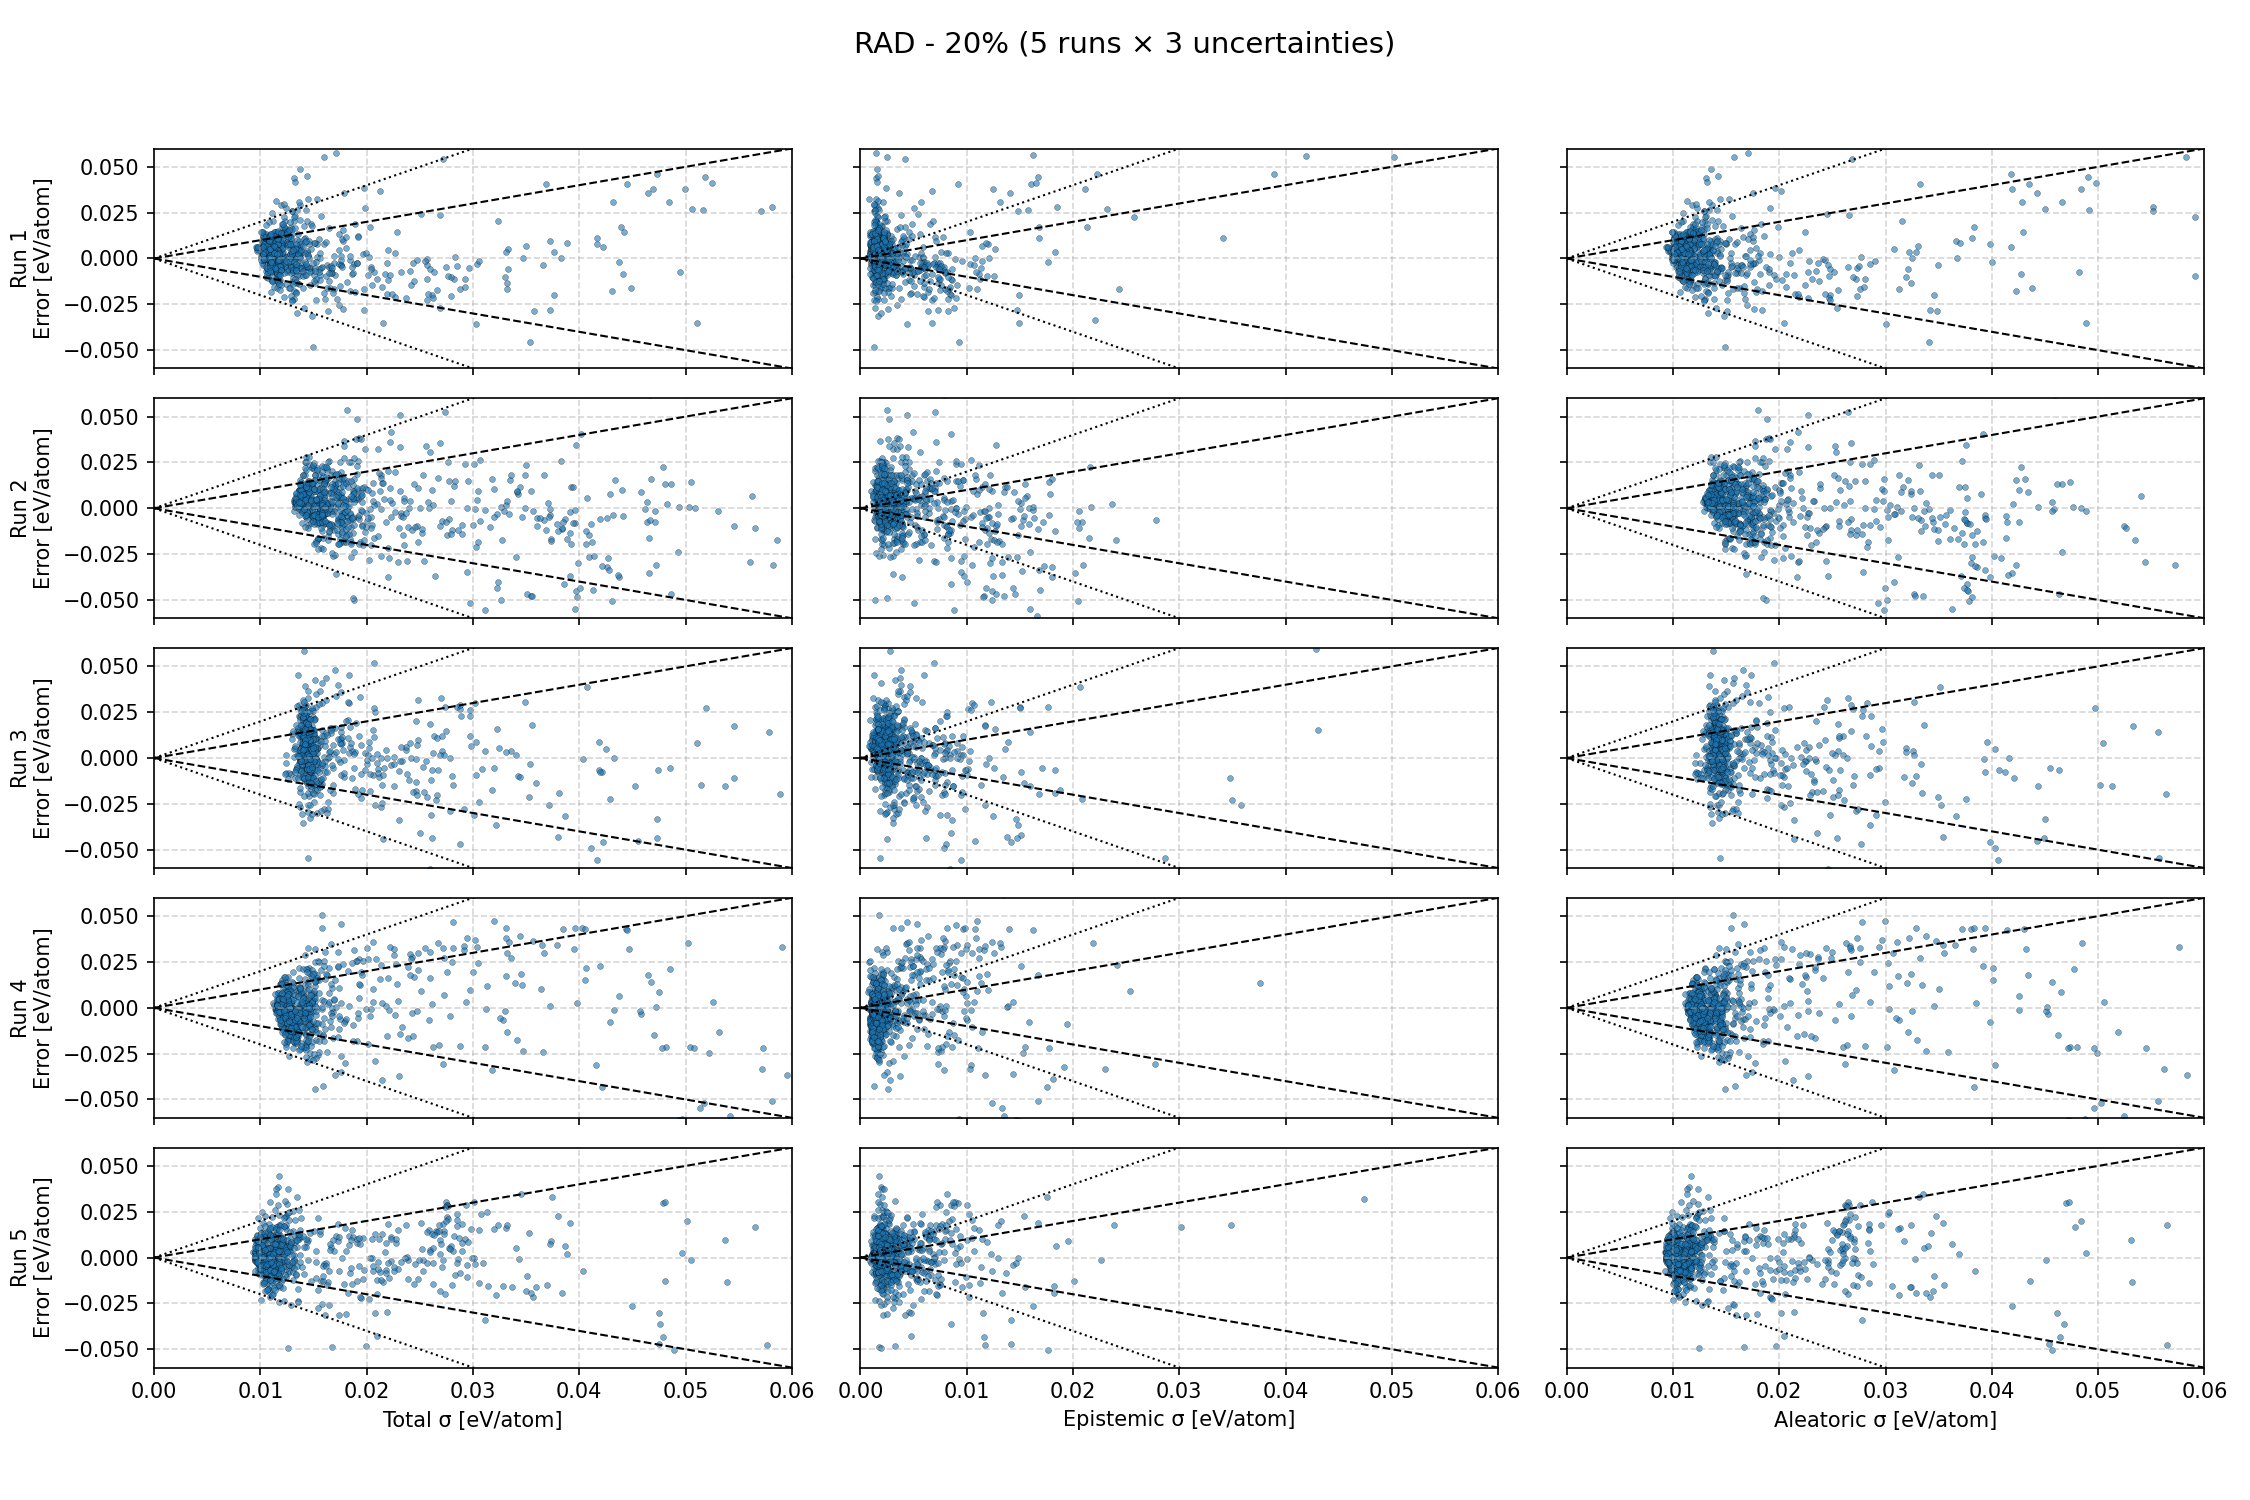 RAD - 20% (5 runs × 3 uncertainties)
Run 1
Error [eV/atom]
0.050
0.025
0.000
−0.025
−0.050
Run 2
Error [eV/atom]
0.050
0.025
0.000
−0.025
−0.050
Run 3
Error [eV/atom]
0.050
0.025
0.000
−0.025
−0.050
Run 4
Error [eV/atom]
0.050
0.025
0.000
−0.025
−0.050
Run 5
Error [eV/atom]
0.050
0.025
0.000
−0.025
−0.050
0.00 0.01 0.02 0.03 0.04 0.05 0.06
Total σ [eV/atom]
0.00 0.01 0.02 0.03 0.04 0.05 0.06
Epistemic σ [eV/atom]
0.00 0.01 0.02 0.03 0.04 0.05 0.06
Aleatoric σ [eV/atom]